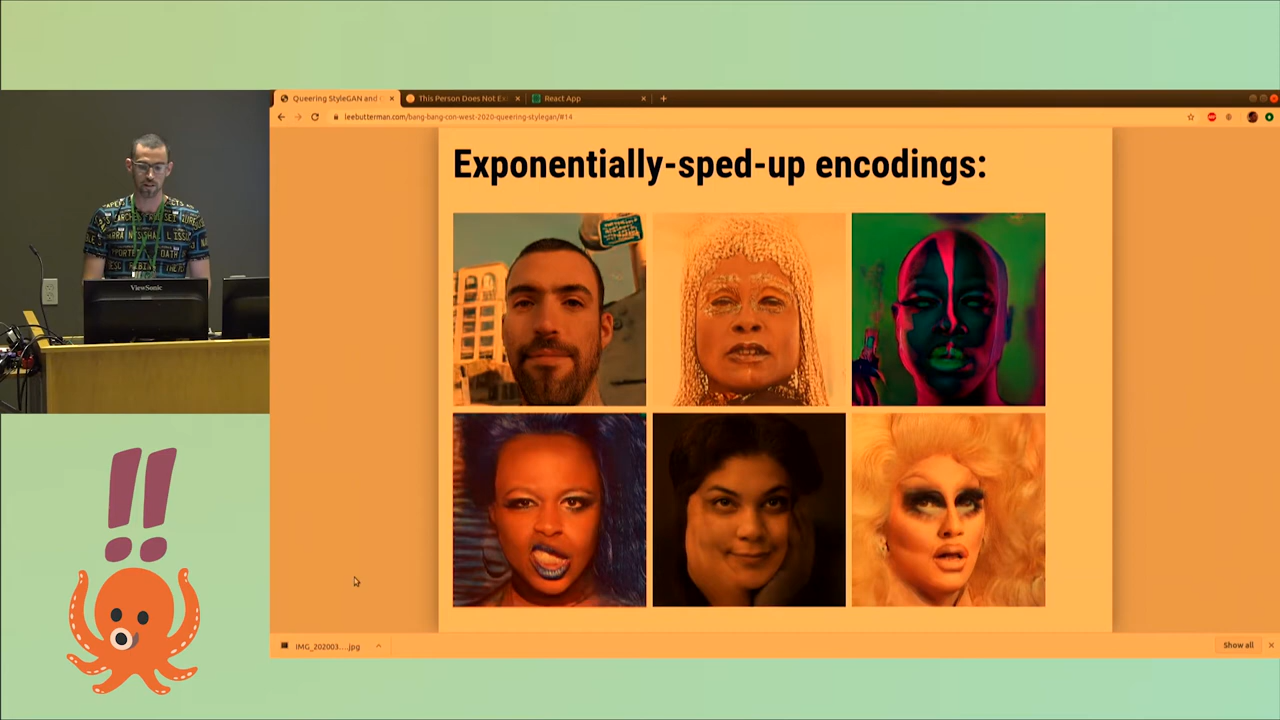 Queering StyleGAN and
This Person Does Not Ex
React App
leebutterman.com/bang-bang-con-west-2020-queering-stylegan/#14
Exponentially-sped-up encodings:
ViewSonic
!!
IMG_202003....jpg
Show all